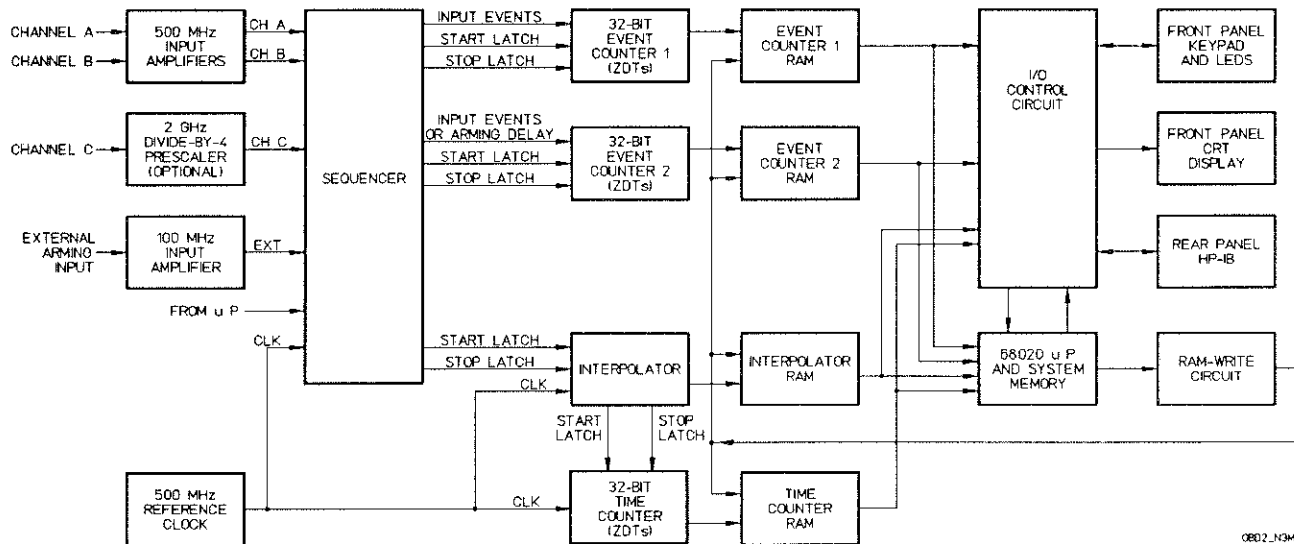 CHANNEL A
CHANNEL B
500 MHz
INPUT
AMPLIFIERS
CH A
CH B
CHANNEL C
2 GHz
DIVIDE-BY-4
PRESCALER
(OPTIONAL)
CH C
EXTERNAL
ARMING
INPUT
100 MHz
INPUT
AMPLIFIER
EXT
FROM u P
CLK
500 MHz
REFERENCE
CLOCK
SEQUENCER
INPUT EVENTS
START LATCH
STOP LATCH
32-BIT
EVENT
COUNTER 1
(ZDTs)
EVENT
COUNTER 1
RAM
INPUT EVENTS
OR ARMING DELAY
START LATCH
STOP LATCH
32-BIT
EVENT
COUNTER 2
(ZDTs)
EVENT
COUNTER 2
RAM
START LATCH
STOP LATCH
CLK
INTERPOLATOR
INTERPOLATOR
RAM
START
LATCH
STOP
LATCH
CLK
32-BIT
TIME
COUNTER
(ZDTs)
TIME
COUNTER
RAM
I/O
CONTROL
CIRCUIT
68020 u P
AND SYSTEM
MEMORY
FRONT PANEL
KEYPAD
AND LEDS
FRONT PANEL
CRT
DISPLAY
REAR PANEL
HP-IB
RAM-WRITE
CIRCUIT
OBD2_N3M